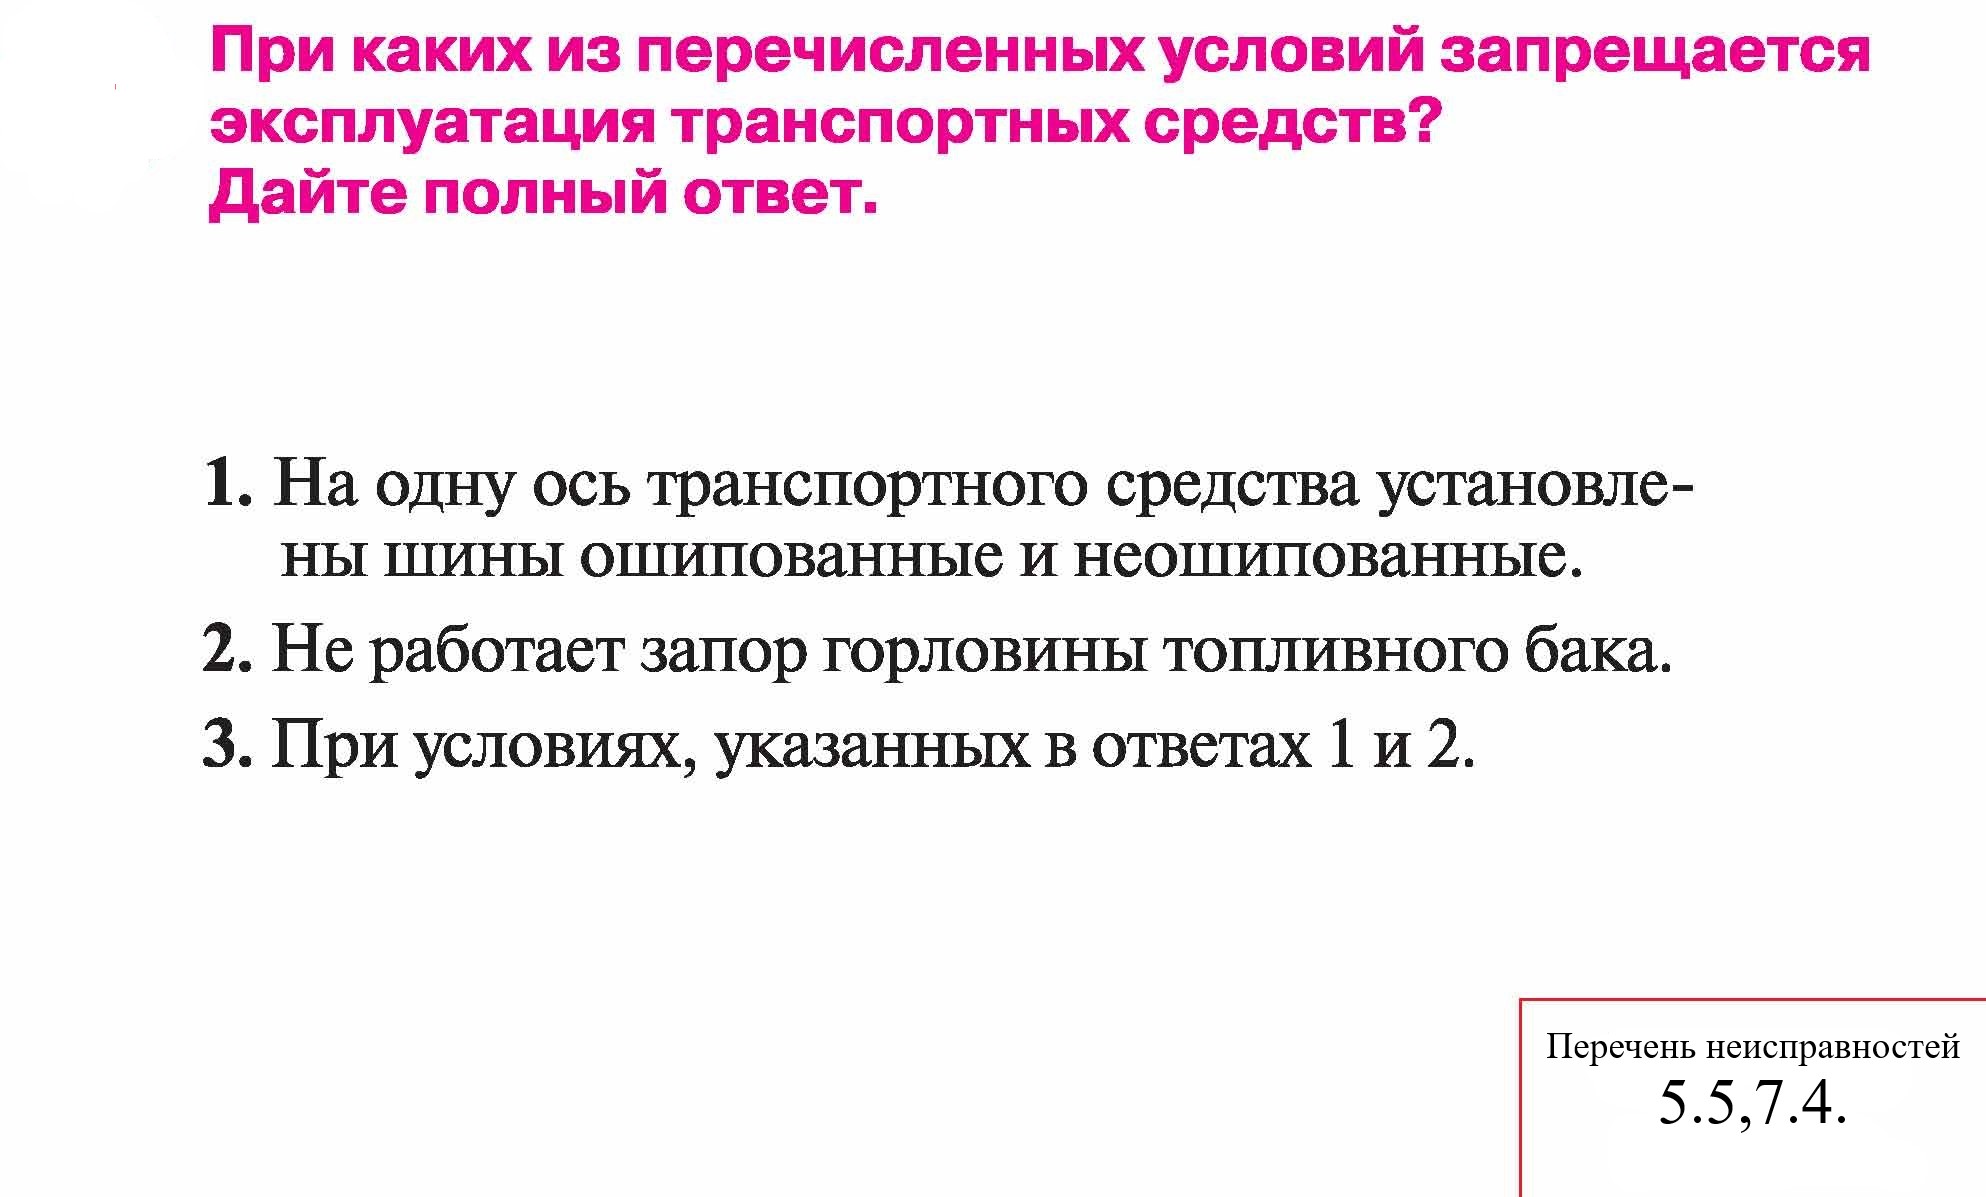 При каких из перечисленных условий запрещается
эксплуатация транспортных средств?
Дайте полный ответ.
1. На одну ось транспортного средства установле-
ны шины ошипованные и неошипованные.
2. Не работает запор горловины топливного бака.
3. При условиях, указанных в ответах 1 и 2.
Перечень неисправностей
5.5,7.4.